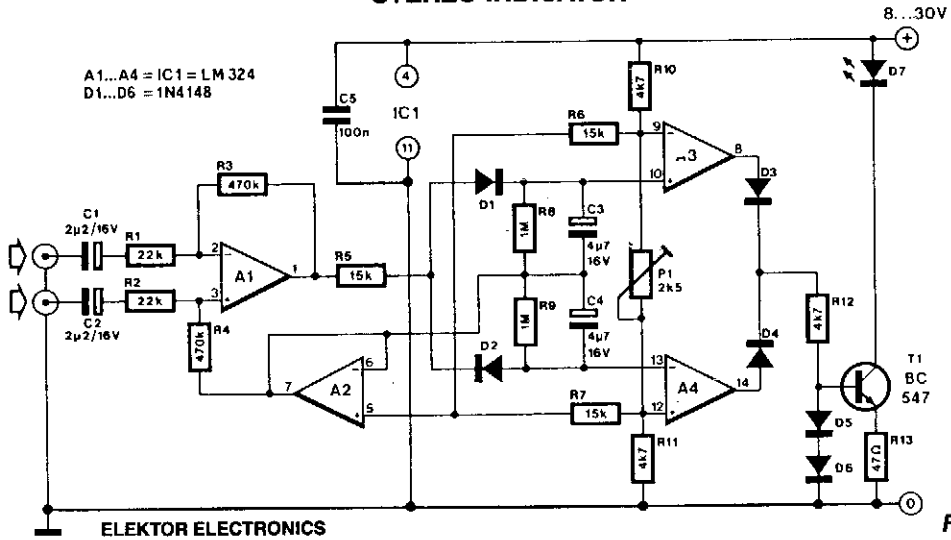 STEREO INDICATOR
8...30V
+
A1...A4 = IC1 = LM 324
D1...D6 = 1N4148
4
IC1
11
C5
100n
R10
4k7
D7
R6
15k
9
10
8
3
D3
R3
470k
C1
2µ2/16V
R1
22k
2
A1
1
R5
15k
D1
R8
1M
C3
4µ7
16V
P1
2k5
R2
22k
3
C2
2µ2/16V
R4
470k
R9
1M
C4
4µ7
16V
D2
R12
4k7
D4
6
A2
7
5
R7
15k
13
A4
14
12
T1
BC
547
D5
D6
R11
4k7
R13
47Ω
0
ELEKTOR ELECTRONICS